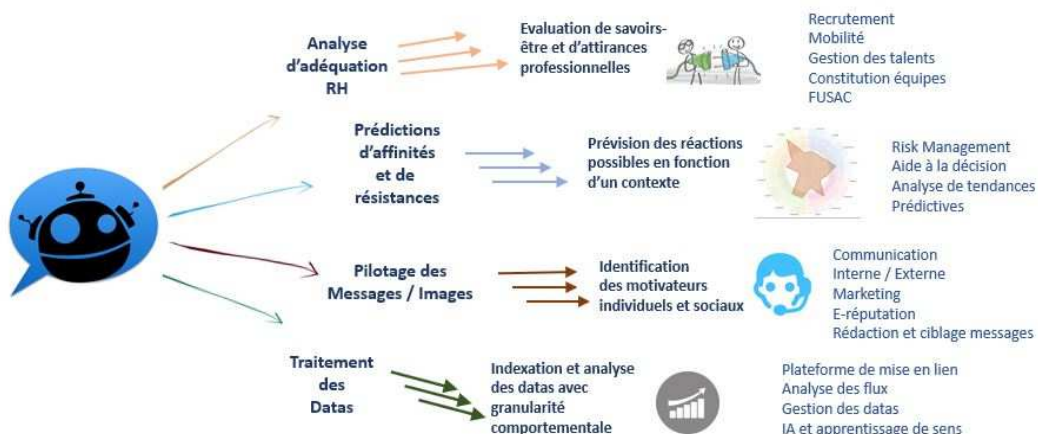 Analyse
d'adéquation
RH
Evaluation de savoirs-
être et d'attirances
professionnelles
Recrutement
Mobilité
Gestion des talents
Constitution équipes
FUSAC
Prédictions
d'affinités
et de
résistances
Prévision des réactions
possibles en fonction
d'un contexte
Risk Management
Aide à la décision
Analyse de tendances
Prédictives
Pilotage des
Messages / Images
Identification
des motivateurs
individuels et sociaux
Communication
Interne / Externe
Marketing
E-réputation
Rédaction et ciblage messages
Traitement
des
Datas
Indexation et analyse
des datas avec
granularité
comportementale
Plateforme de mise en lien
Analyse des flux
Gestion des datas
IA et apprentissage de sens